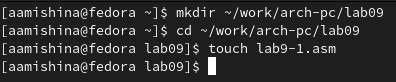 [aamishina@fedora ~]$ mkdir ~/work/arch-pc/lab09
[aamishina@fedora ~]$ cd ~/work/arch-pc/lab09
[aamishina@fedora lab09]$ touch lab9-1.asm
[aamishina@fedora lab09]$